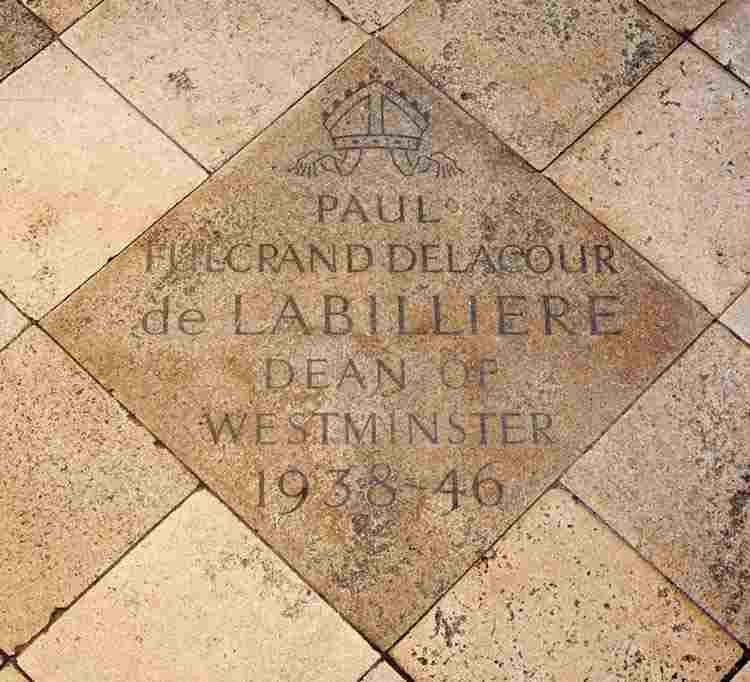 PAUL
FULCRAND DELACOUR
de LABILLIERE
DEAN OF
WESTMINSTER
1938-46